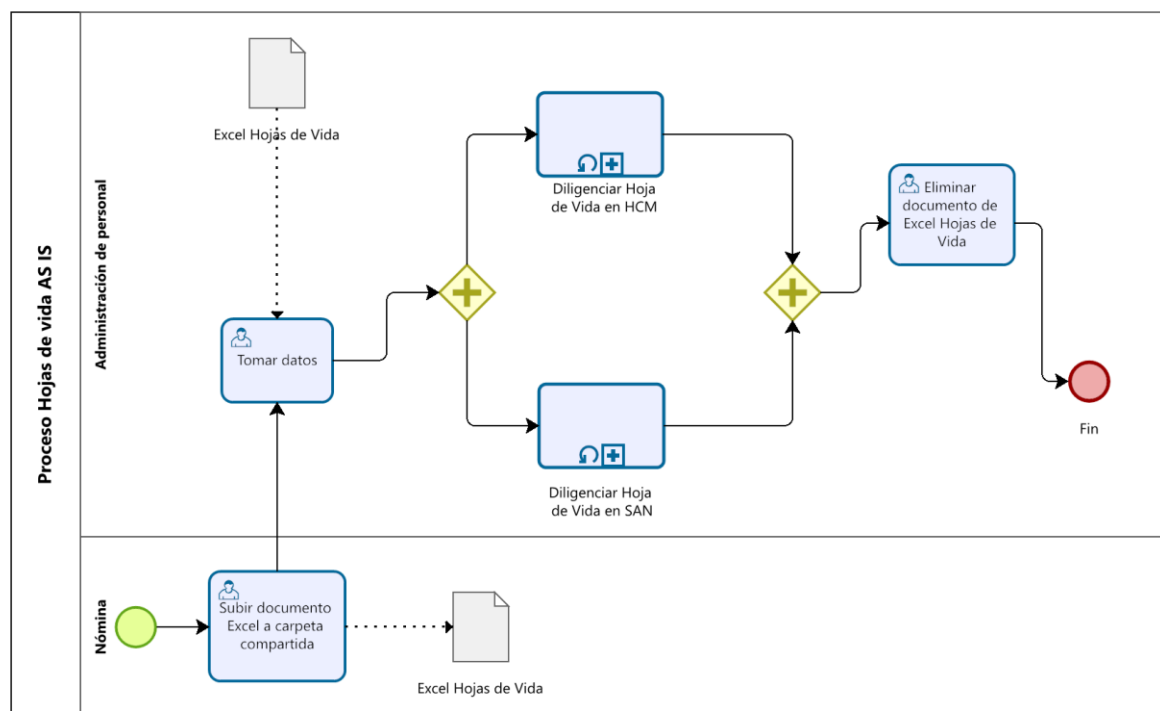 Proceso Hojas de vida AS IS
Administración de personal
Excel Hojas de Vida
Tomar datos
Diligenciar Hoja
de Vida en HCM
Diligenciar Hoja
de Vida en SAN
Eliminar
documento de
Excel Hojas de
Vida
Fin
Nómina
Subir documento
Excel a carpeta
compartida
Excel Hojas de Vida